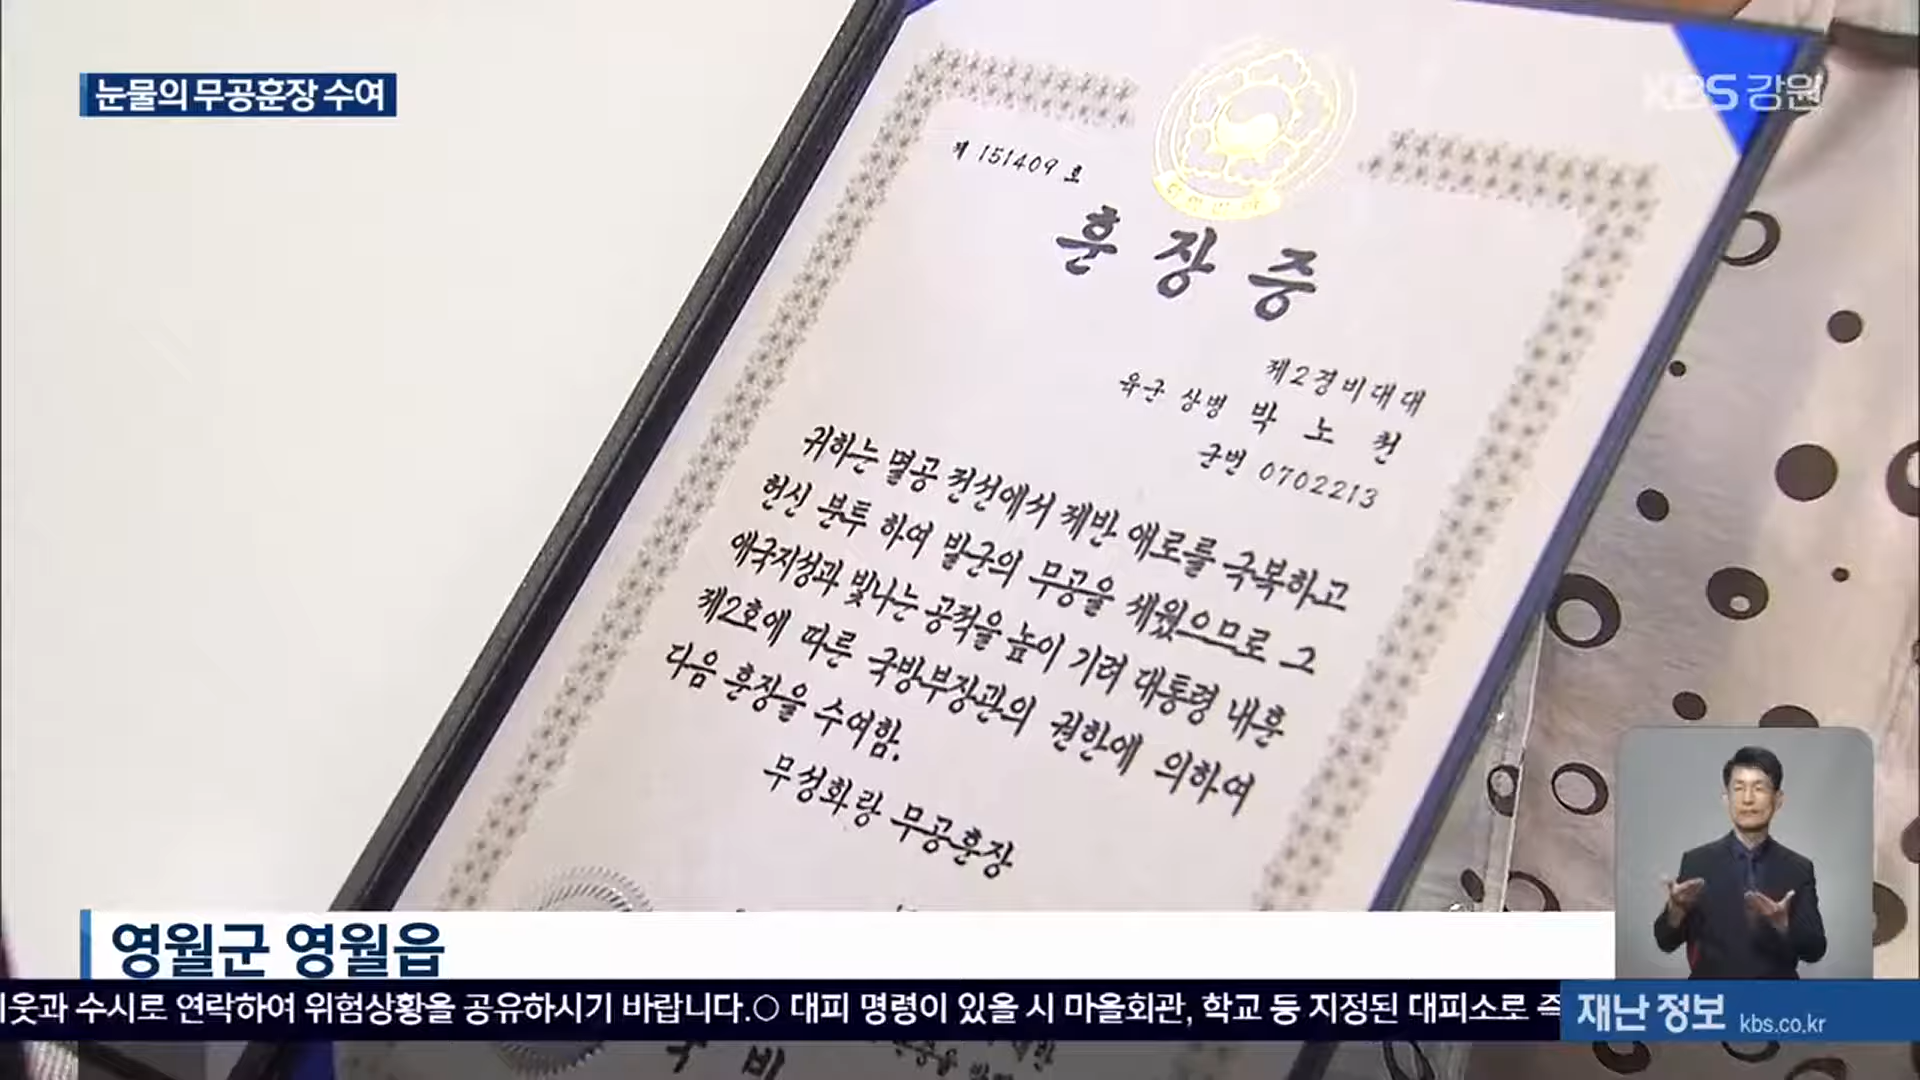 눈물의 무공훈장 수여
KBS 강원
제 151409 호
훈장증
제2경비대대
육군 상병 박노천
군번 0702213
귀하는 멸공 전선에서 제반 애로를 극복하고
헌신 분투 하여 발군의 무공을 세웠으므로 그
애국지성과 빛나는 공적을 높이 기려 대통령 내훈
제2호에 따른 국방부장관의 권한에 의하여
다음 훈장을 수여함.
무성화랑 무공훈장
영월군 영월읍
웃과 수시로 연락하여 위험상황을 공유하시기 바랍니다.○ 대피 명령이 있을 시 마을회관, 학교 등 지정된 대피소로
재난 정보 kbs.co.kr